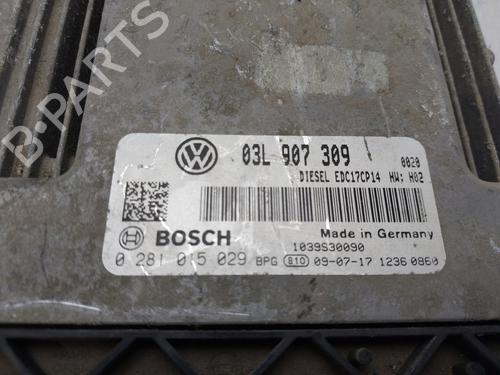 B-PARTS
03L 907 309 0020
DIESEL EDC17CP14 HW: H02
Made in Germany
BOSCH 1039S30090
0 281 015 029 BPG 810 09-07-17 1236 0860